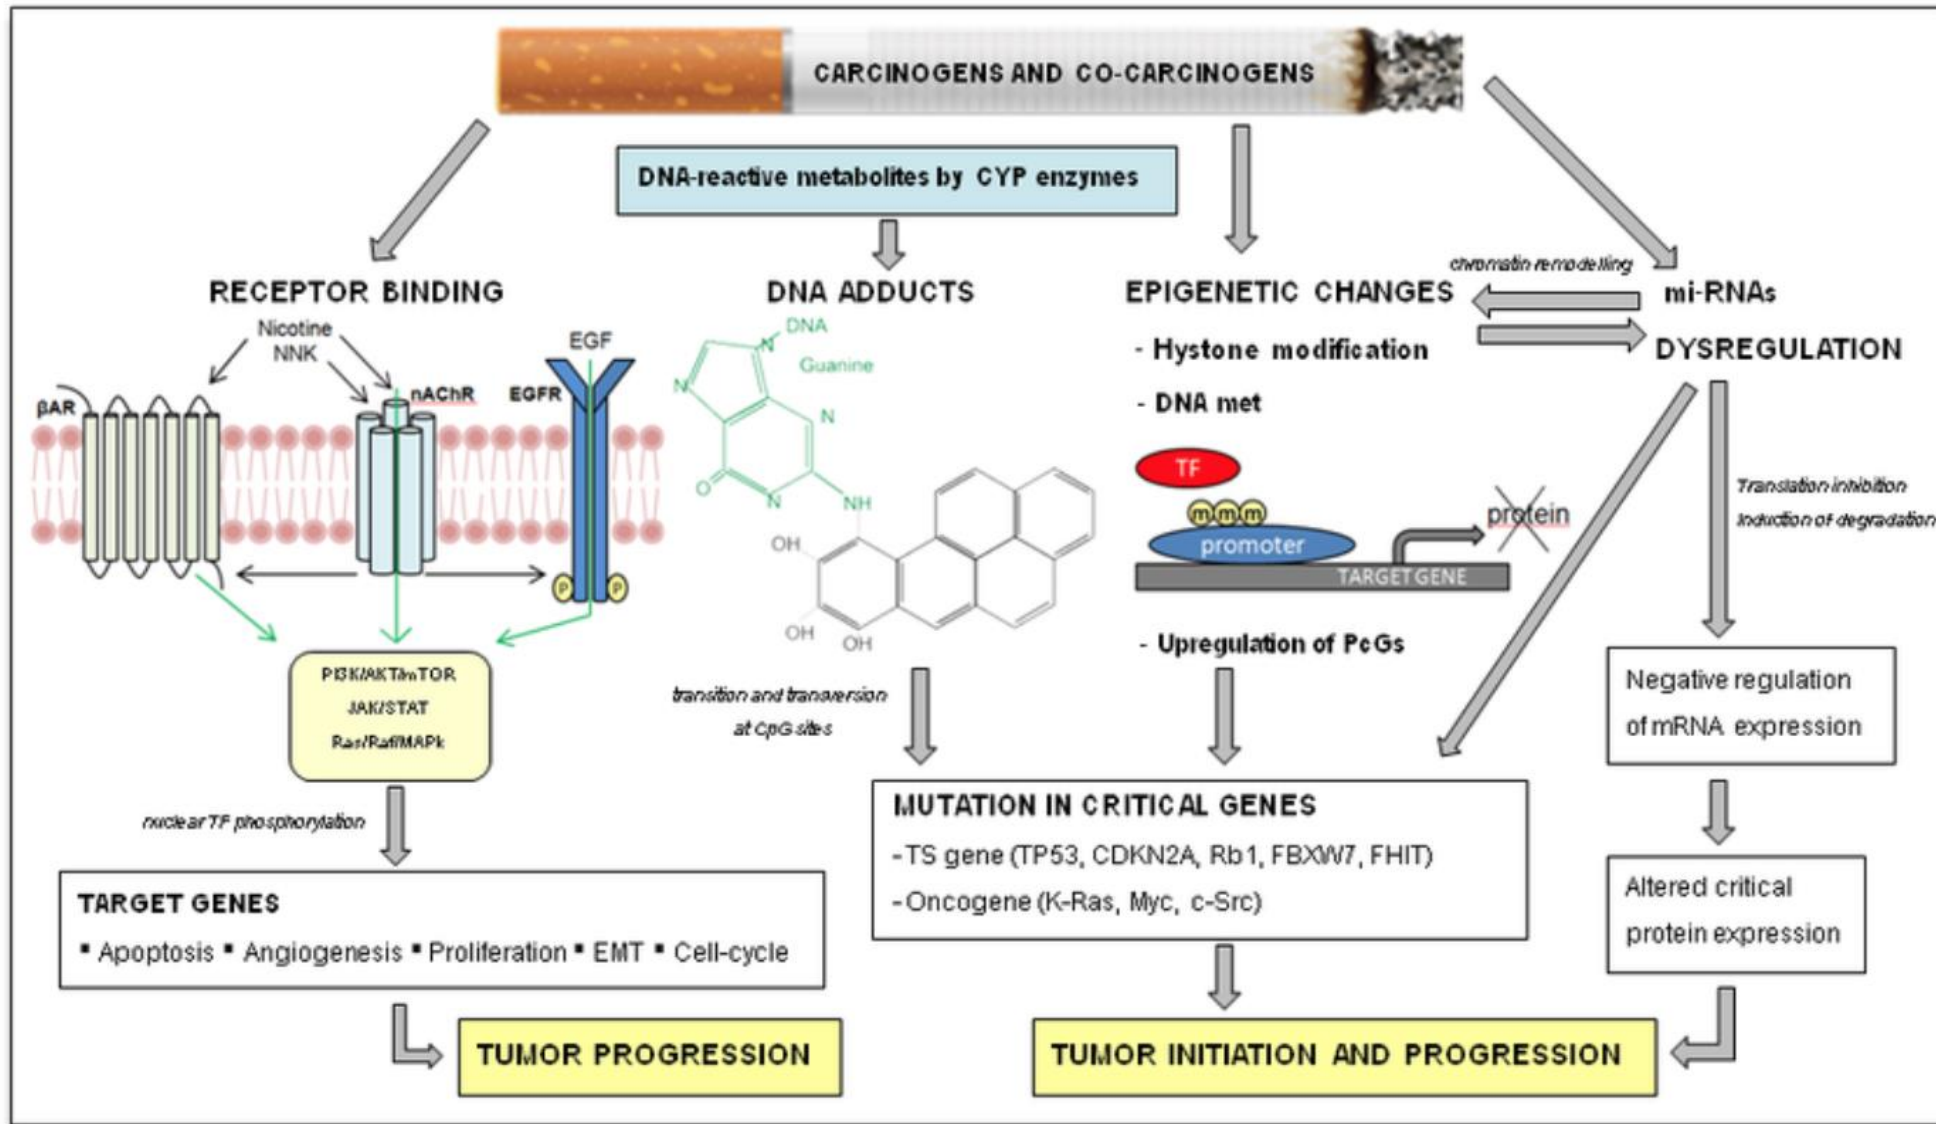 CARCINOGENS AND CO-CARCINOGENS
DNA-reactive metabolites by CYP enzymes
RECEPTOR BINDING
Nicotine
NNK
βAR
nAChR
EGFR
EGF
P
P
PI3K/AKT/mTOR
JAK/STAT
Ras/Raf/MAPk
nuclear TF phosphorylation
TARGET GENES
▪ Apoptosis ▪ Angiogenesis ▪ Proliferation ▪ EMT ▪ Cell-cycle
TUMOR PROGRESSION
DNA ADDUCTS
DNA
Guanine
N
N
N
N
O
NH
OH
OH
OH
transition and transversion
at CpG sites
EPIGENETIC CHANGES
- Hystone modification
- DNA met
TF
m m m
promoter
TARGET GENE
protein
- Upregulation of PcGs
chromatin remodelling
mi-RNAs
DYSREGULATION
Translation inhibition
Induction of degradation
Negative regulation
of mRNA expression
Altered critical
protein expression
MUTATION IN CRITICAL GENES
-TS gene (TP53, CDKN2A, Rb1, FBXW7, FHIT)
-Oncogene (K-Ras, Myc, c-Src)
TUMOR INITIATION AND PROGRESSION